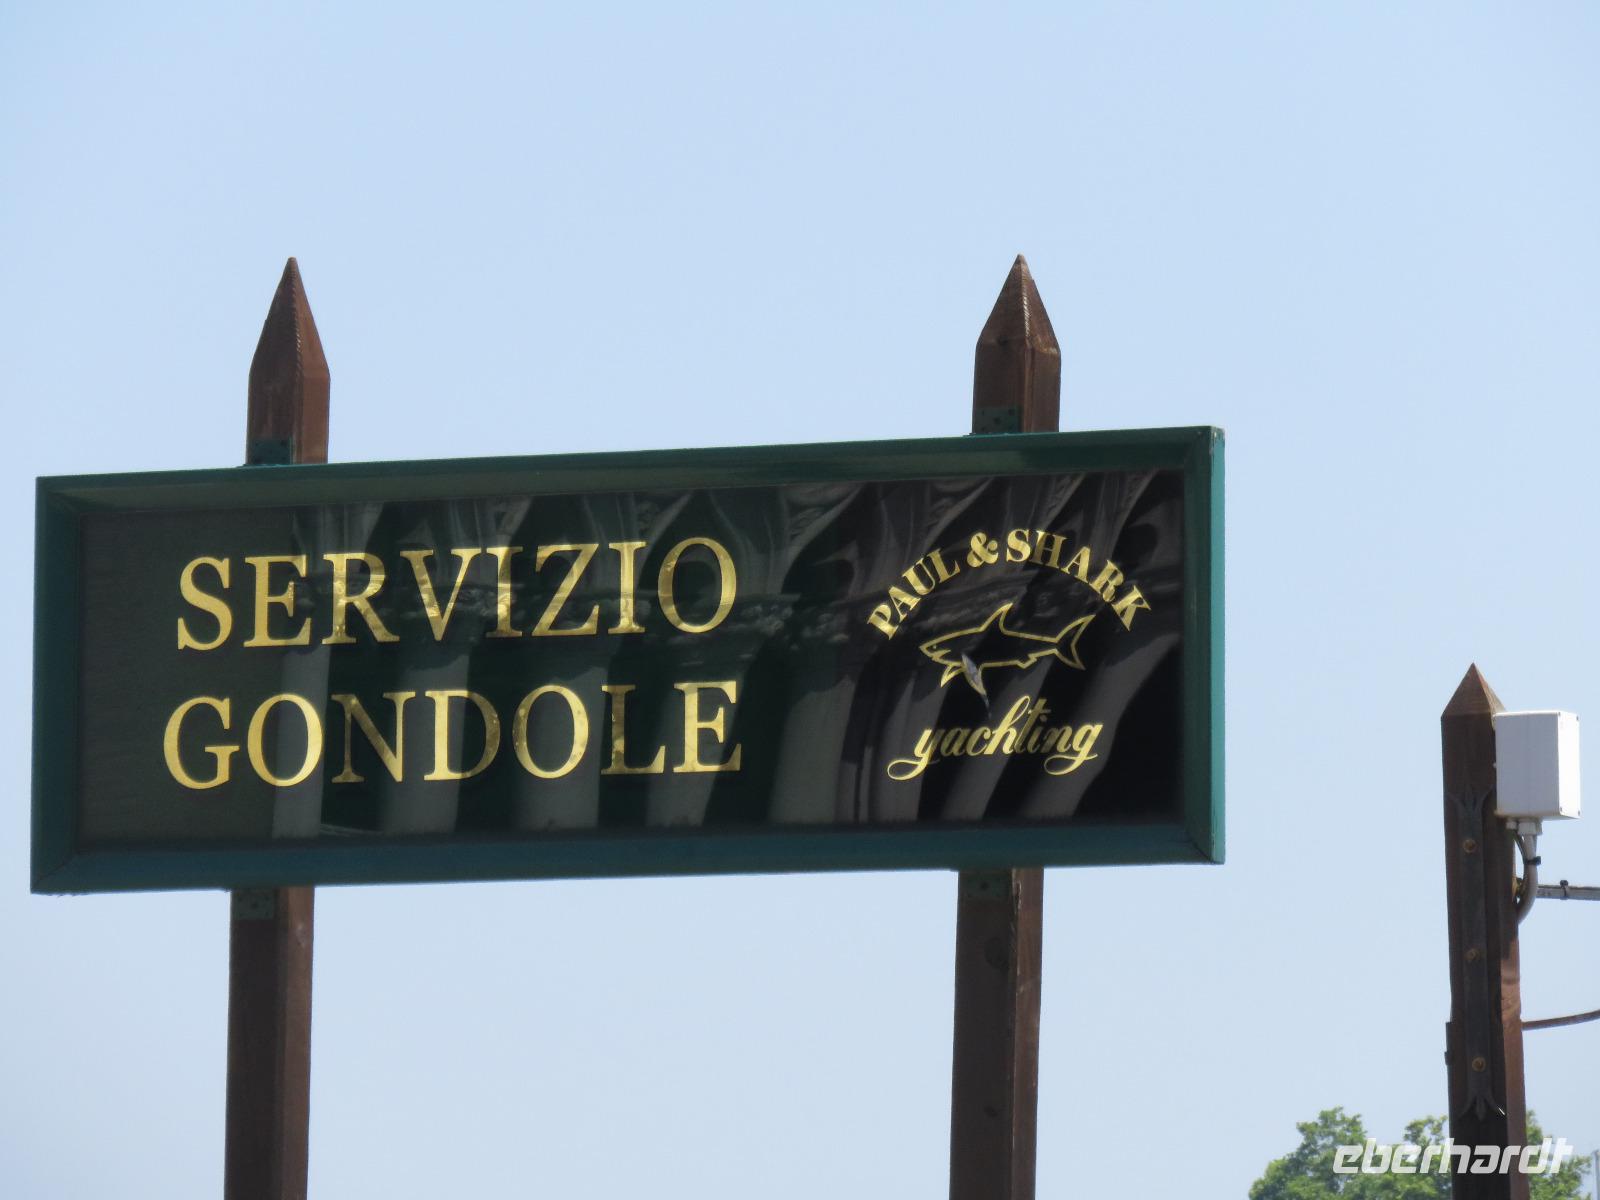 SERVIZIO
GONDOLE
PAUL & SHARK
yachting
eberhardt